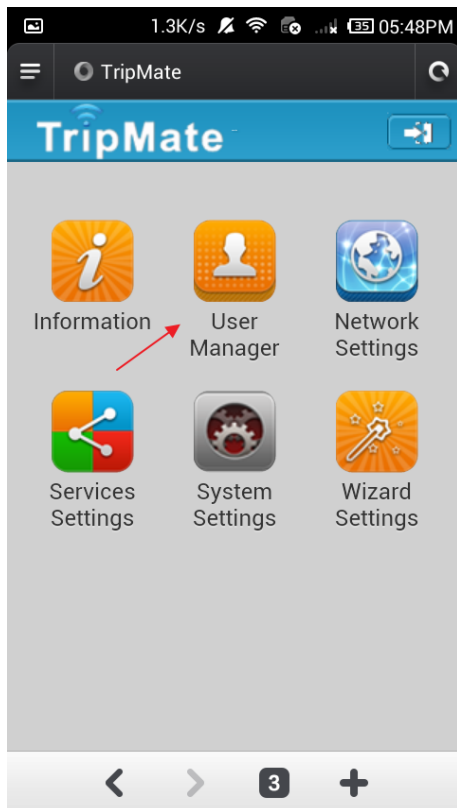 1.3K/s 35 05:48PM
TripMate
TripMate
Information
User
Manager
Network
Settings
Services
Settings
System
Settings
Wizard
Settings
3